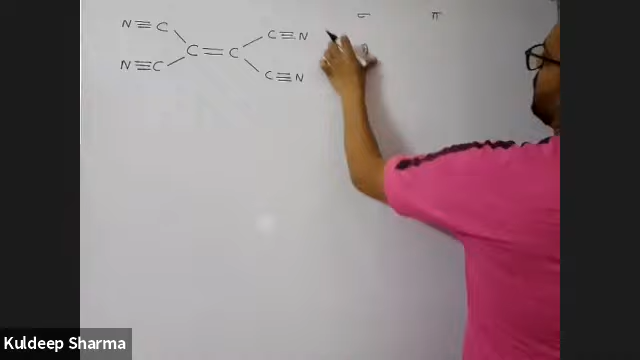 N≡C C≡N σ π
C=C
N≡C C≡N
Kuldeep Sharma